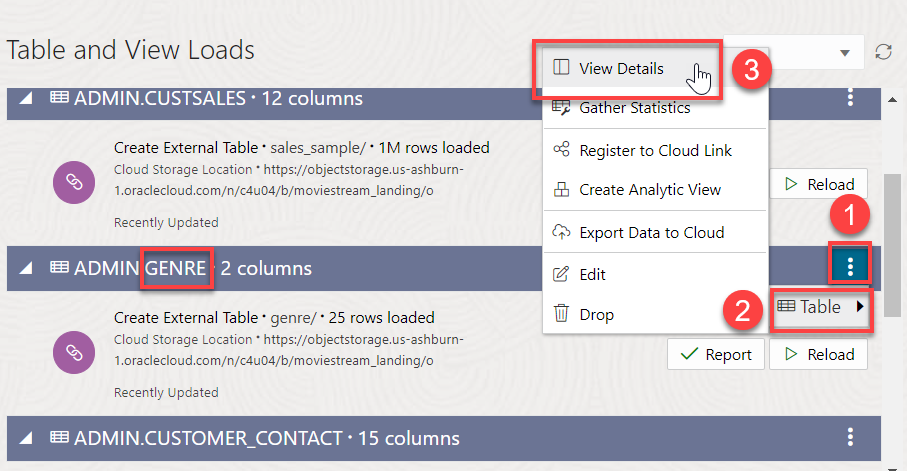 Table and View Loads
ADMIN.CUSTSALES • 12 columns
Create External Table • sales_sample/ • 1M rows loaded
Cloud Storage Location • https://objectstorage.us-ashburn-
1.oraclecloud.com/n/c4u04/b/moviestream_landing/o
Recently Updated
Reload
View Details
3
Gather Statistics
Register to Cloud Link
Create Analytic View
Export Data to Cloud
Edit
Drop
1
2
Table
ADMIN.GENRE • 2 columns
Create External Table • genre/ • 25 rows loaded
Cloud Storage Location • https://objectstorage.us-ashburn-
1.oraclecloud.com/n/c4u04/b/moviestream_landing/o
Recently Updated
Report
Reload
ADMIN.CUSTOMER_CONTACT • 15 columns